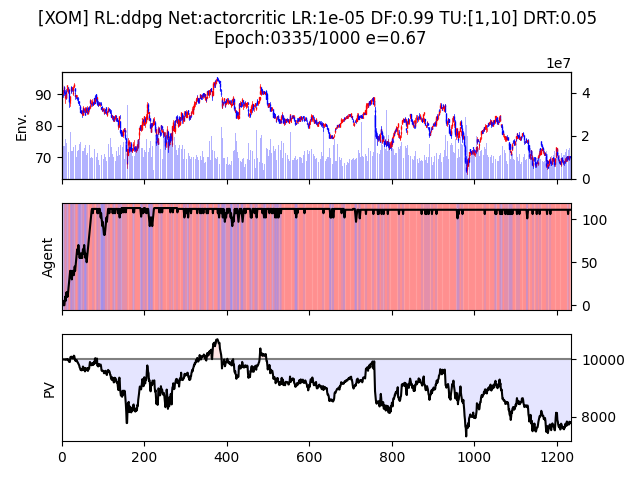 [XOM] RL:ddpg Net:actorcritic LR:1e-05 DF:0.99 TU:[1,10] DRT:0.05
Epoch:0335/1000 e=0.67
1e7
Env.
90
80
70
4
2
0
Agent
100
50
0
PV
10000
8000
0 200 400 600 800 1000 1200